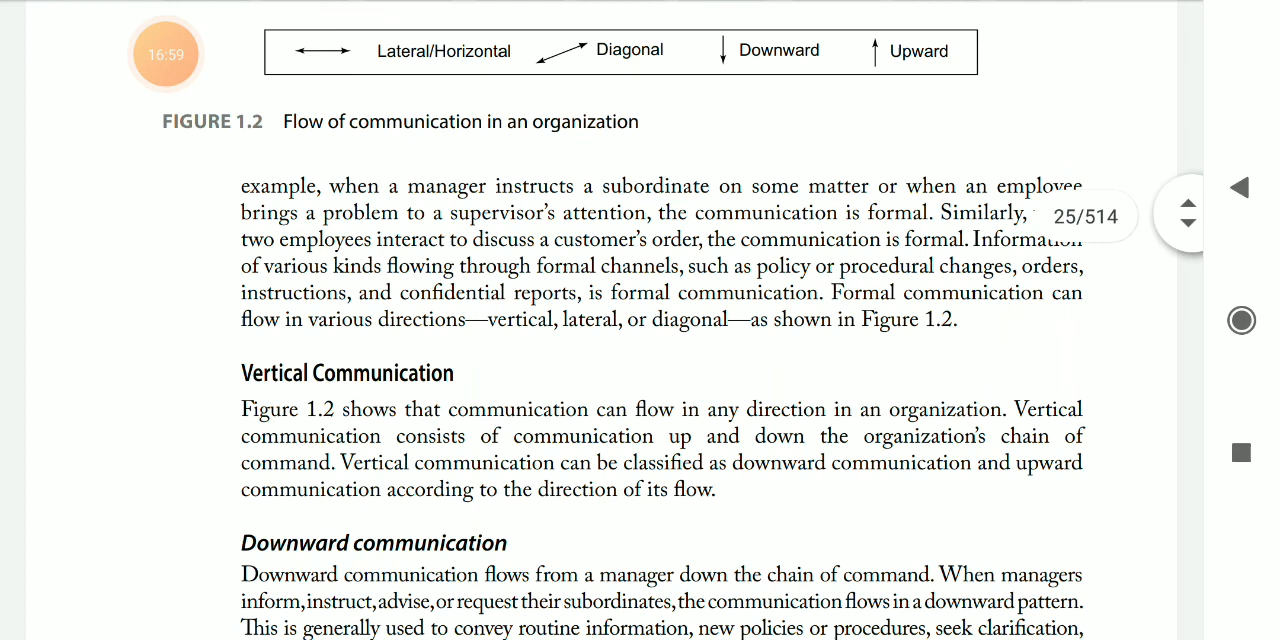 16:59
Lateral/Horizontal Diagonal Downward Upward
FIGURE 1.2 Flow of communication in an organization
example, when a manager instructs a subordinate on some matter or when an employee
brings a problem to a supervisor's attention, the communication is formal. Similarly,
25/514
two employees interact to discuss a customer's order, the communication is formal. Information
of various kinds flowing through formal channels, such as policy or procedural changes, orders,
instructions, and confidential reports, is formal communication. Formal communication can
flow in various directions—vertical, lateral, or diagonal—as shown in Figure 1.2.
Vertical Communication
Figure 1.2 shows that communication can flow in any direction in an organization. Vertical
communication consists of communication up and down the organization's chain of
command. Vertical communication can be classified as downward communication and upward
communication according to the direction of its flow.
Downward communication
Downward communication flows from a manager down the chain of command. When managers
inform, instruct, advise, or request their subordinates, the communication flows in a downward pattern.
This is generally used to convey routine information, new policies or procedures, seek clarification,